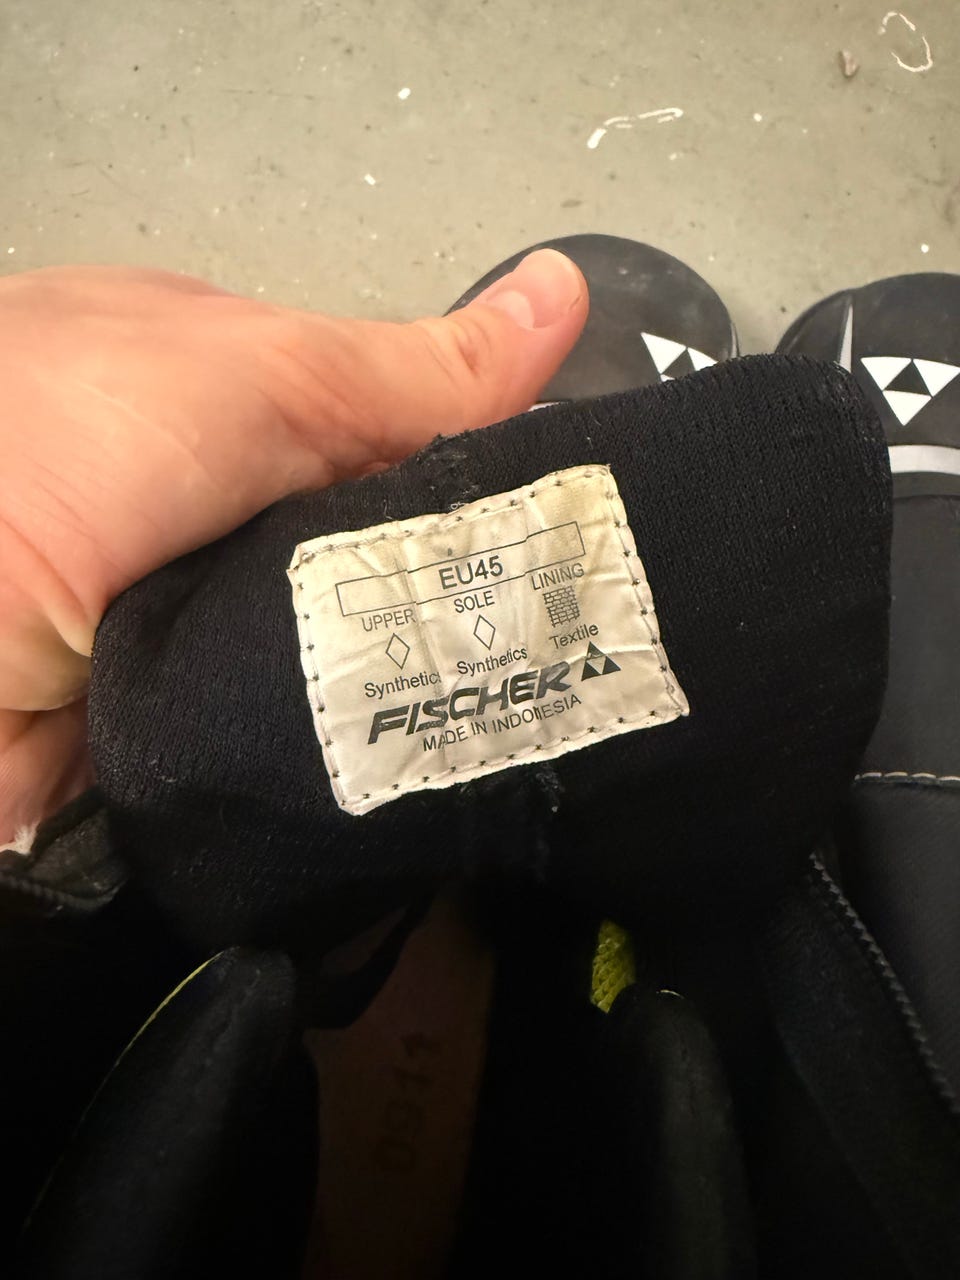 EU45
UPPER SOLE LINING
Synthetics Synthetics Textile
FISCHER
MADE IN INDONESIA